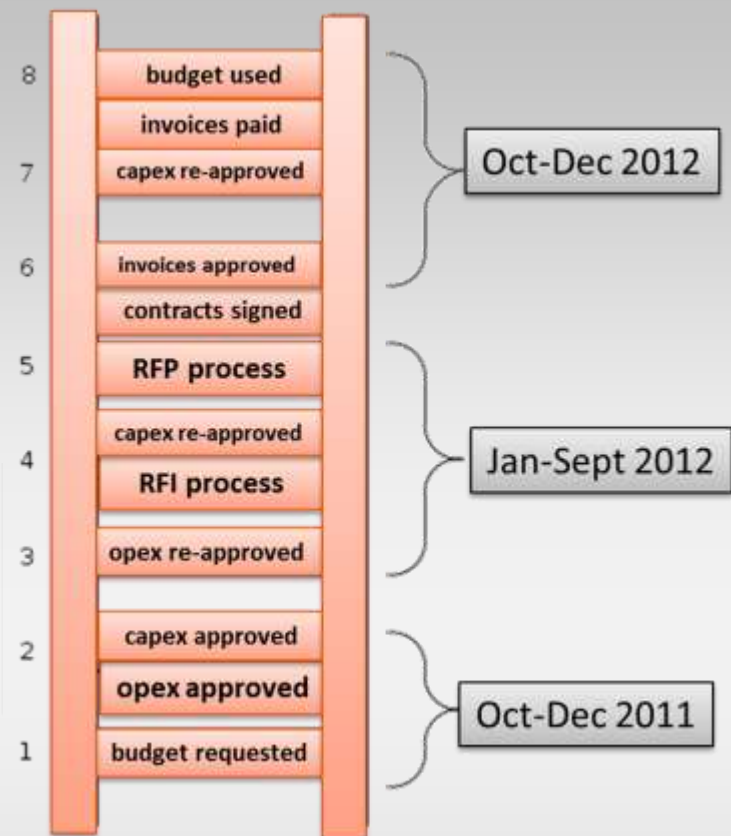 8
budget used
invoices paid
7
capex re-approved
Oct-Dec 2012
6
invoices approved
contracts signed
5
RFP process
capex re-approved
4
Jan-Sept 2012
RFI process
3
opex re-approved
capex approved
2
opex approved
Oct-Dec 2011
1
budget requested